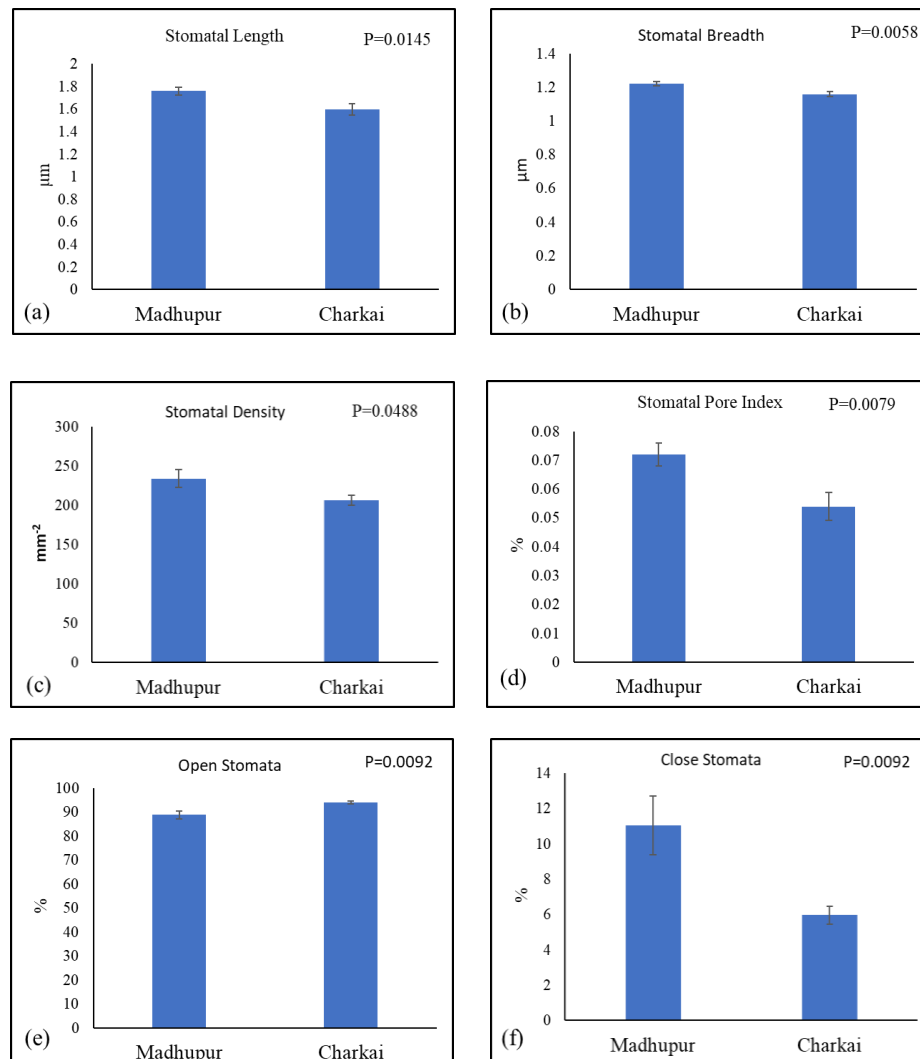 Stomatal Length P=0.0145
2
1.8
1.6
1.4
1.2
1
0.8
0.6
0.4
0.2
0
µm
Madhupur Charkai
(a)
Stomatal Breadth P=0.0058
1.4
1.2
1
0.8
0.6
0.4
0.2
0
µm
Madhupur Charkai
(b)
Stomatal Density P=0.0488
300
250
200
150
100
50
0
mm-2
Madhupur Charkai
(c)
Stomatal Pore Index P=0.0079
0.08
0.07
0.06
0.05
0.04
0.03
0.02
0.01
0
%
Madhupur Charkai
(d)
Open Stomata P=0.0092
100
90
80
70
60
50
40
30
20
10
0
%
Madhupur Charkai
(e)
Close Stomata P=0.0092
14
12
10
8
6
4
2
0
%
Madhupur Charkai
(f)